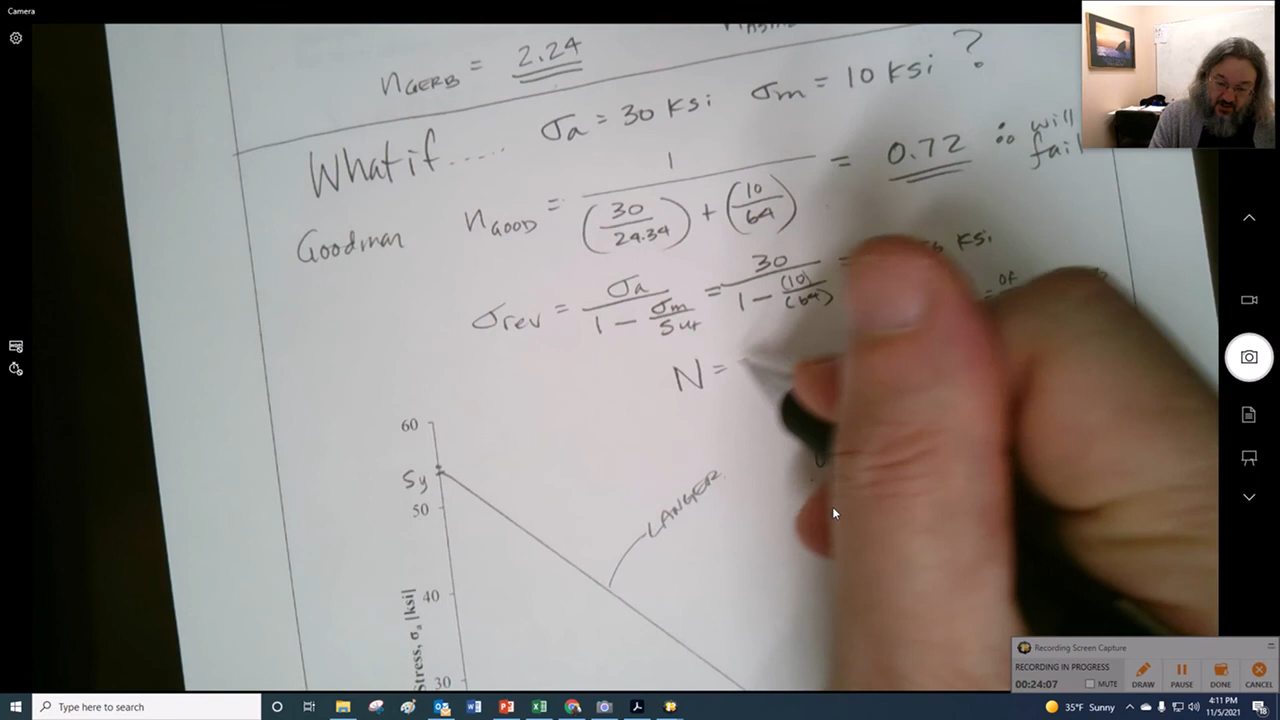 Camera
nGERB = 2.24
What if..... σa = 30 ksi σm = 10 ksi ?
Goodman nGOOD = 1 / ((30/24.34) + (10/64)) = 0.72 ∴ will fail
σrev = σa / (1 - σm/Sut) = 30 / (1 - (10)/(64)) = ksi
N =
60
Sy
50
LANGER
40
Stress, σa [ksi]
30
Recording Screen Capture
RECORDING IN PROGRESS
00:24:07
MUTE
DRAW
PAUSE
DONE
CANCEL
Type here to search
35°F Sunny
4:11 PM
11/5/2021
18